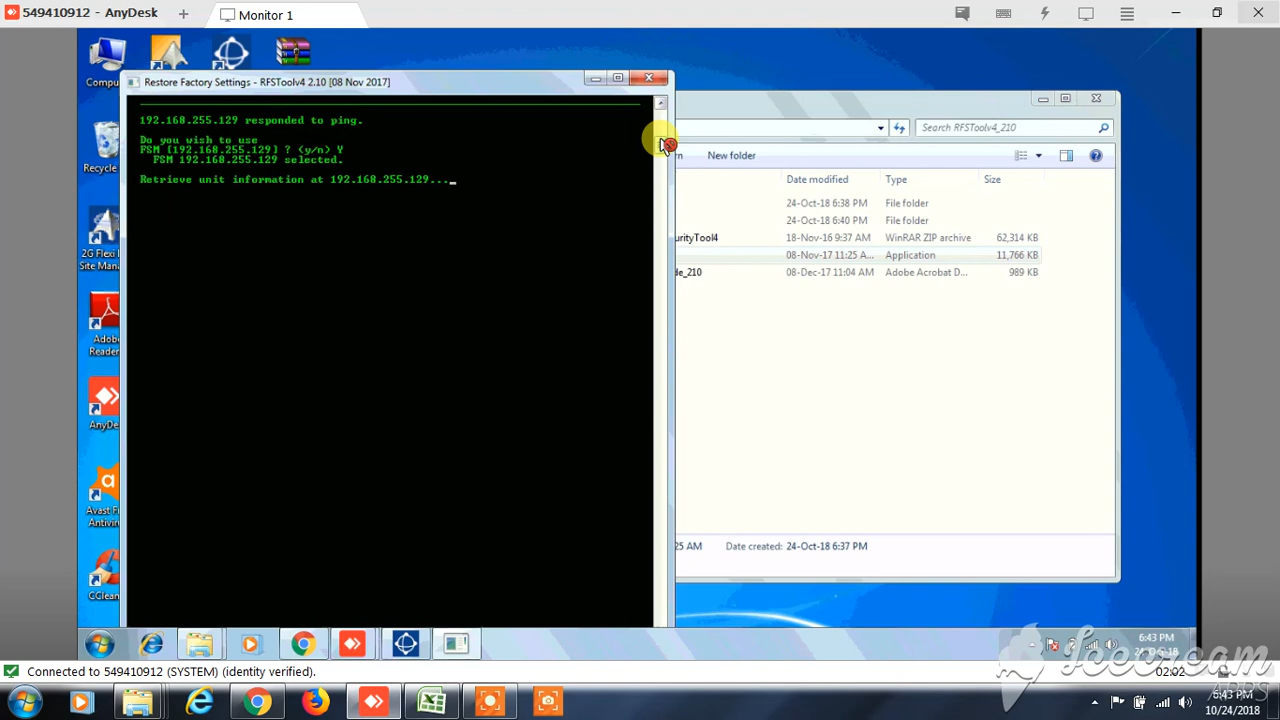 549410912 - AnyDesk
Monitor 1
Restore Factory Settings - RFSToolv4 2.10 [08 Nov 2017]
192.168.255.129 responded to ping.
Do you wish to use
FSM [192.168.255.129] ? (y/n) Y
FSM 192.168.255.129 selected.
Retrieve unit information at 192.168.255.129..._
Search RFSToolv4_210
New folder
Date modified Type Size
24-Oct-18 6:38 PM File folder
24-Oct-18 6:40 PM File folder
urityTool4 18-Nov-16 9:37 AM WinRAR ZIP archive 62,314 KB
08-Nov-17 11:25 A... Application 11,766 KB
de_210 08-Dec-17 11:04 AM Adobe Acrobat D... 989 KB
25 AM Date created: 24-Oct-18 6:37 PM
Compu
Recycle
2G Flexi
Site Mana
Adob
Reader
AnyDe
Avast F
Antivir
CClean
6:43 PM
Connected to 549410912 (SYSTEM) (identity verified).
02:02
Icecream
6:43 PM
10/24/2018